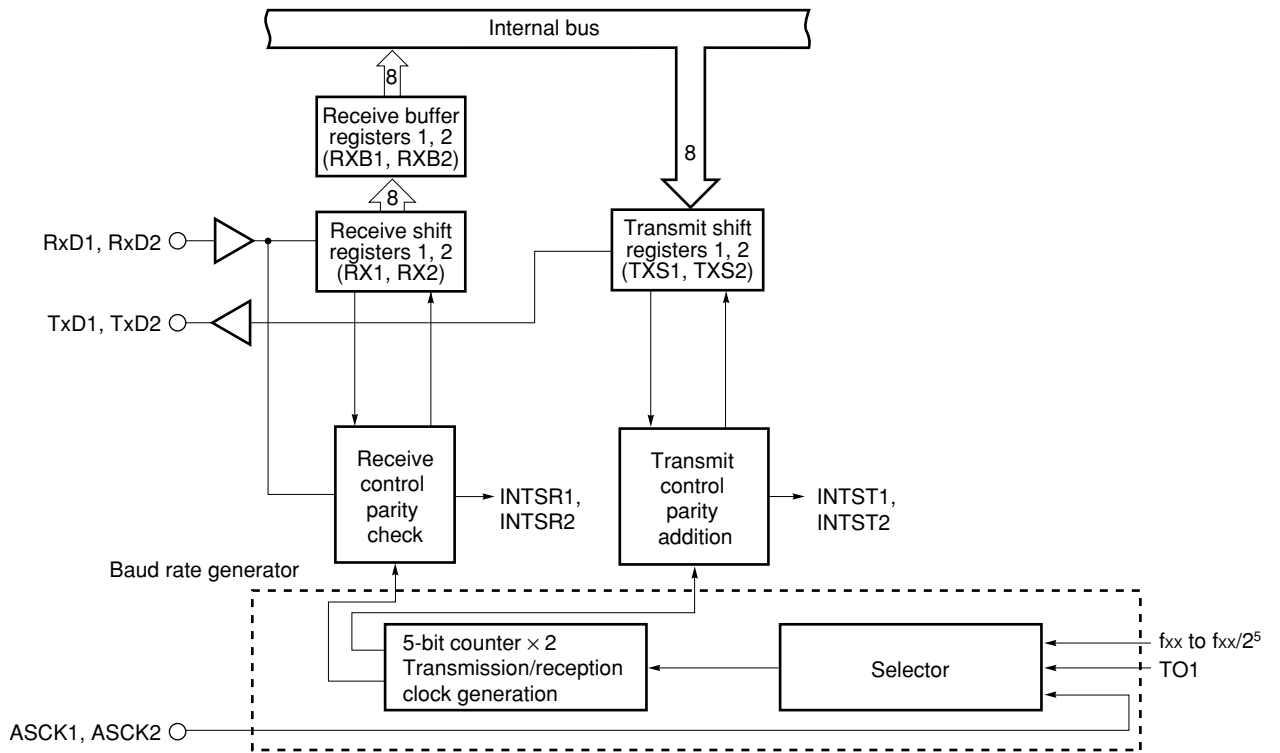 Internal bus
8
Receive buffer
registers 1, 2
(RXB1, RXB2)
8
8
RxD1, RxD2
Receive shift
registers 1, 2
(RX1, RX2)
Transmit shift
registers 1, 2
(TXS1, TXS2)
TxD1, TxD2
Receive
control
parity
check
INTSR1,
INTSR2
Transmit
control
parity
addition
INTST1,
INTST2
Baud rate generator
5-bit counter × 2
Transmission/reception
clock generation
Selector
fxx to fxx/2⁵
TO1
ASCK1, ASCK2